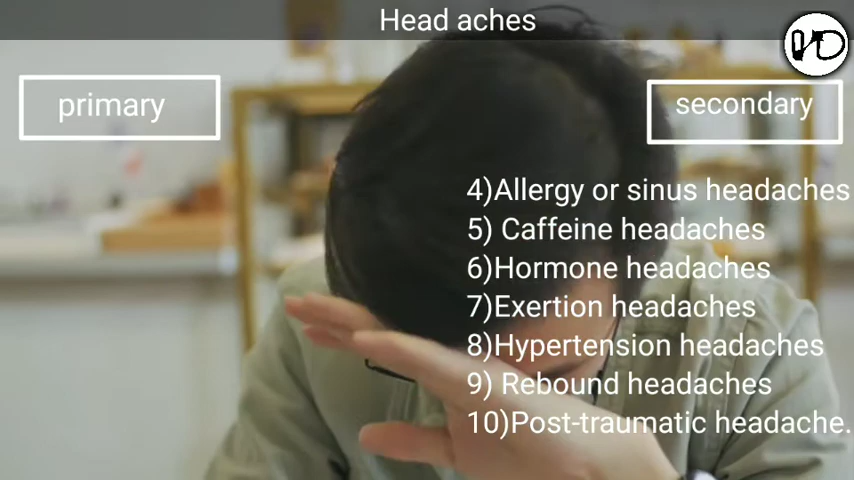 Head aches
primary
secondary
4)Allergy or sinus headaches
5) Caffeine headaches
6)Hormone headaches
7)Exertion headaches
8)Hypertension headaches
9) Rebound headaches
10)Post-traumatic headache.